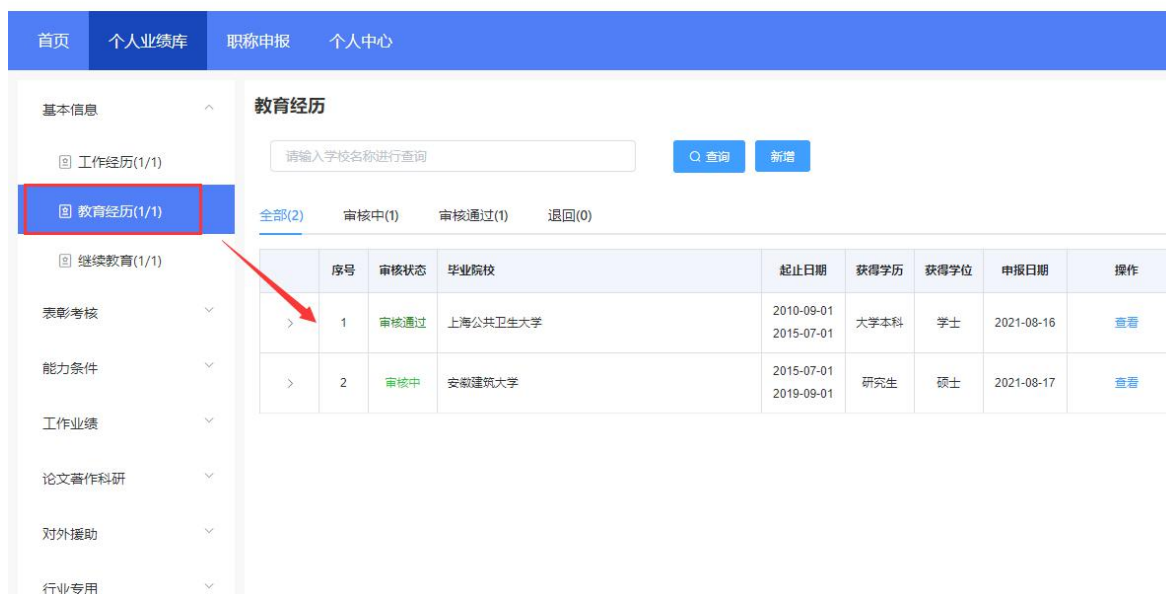 首页 个人业绩库 职称申报 个人中心
基本信息
工作经历(1/1)
教育经历(1/1)
继续教育(1/1)
表彰考核
能力条件
工作业绩
论文著作科研
对外援助
行业专用
教育经历
请输入学校名称进行查询 查询 新增
全部(2) 审核中(1) 审核通过(1) 退回(0)
序号 审核状态 毕业院校 起止日期 获得学历 获得学位 申报日期 操作
1 审核通过 上海公共卫生大学 2010-09-01 大学本科 学士 2021-08-16 查看
2015-07-01
2 审核中 安徽建筑大学 2015-07-01 研究生 硕士 2021-08-17 查看
2019-09-01